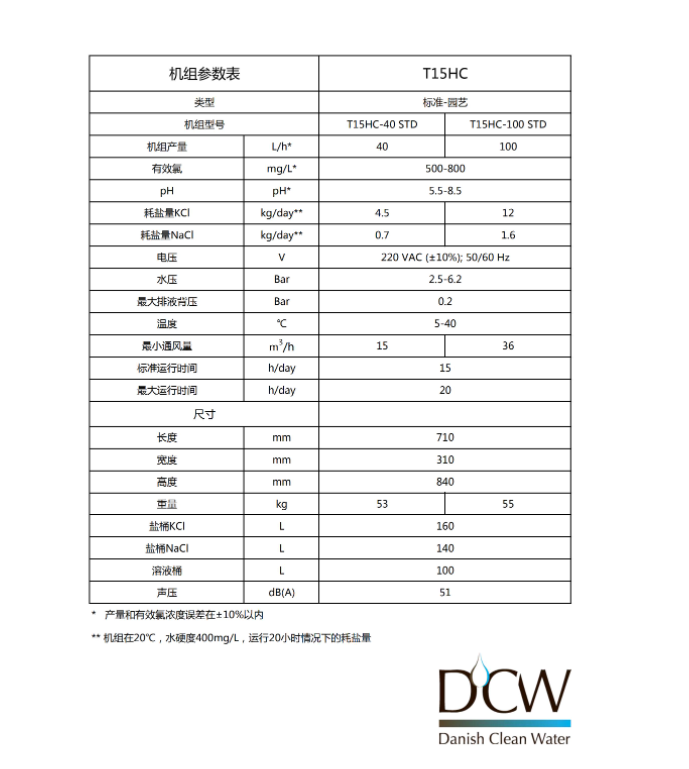 机组参数表 T15HC
类型 标准-园艺
机组型号 T15HC-40 STD T15HC-100 STD
机组产量 L/h* 40 100
有效氯 mg/L* 500-800
pH pH* 5.5-8.5
耗盐量KCl kg/day** 4.5 12
耗盐量NaCl kg/day** 0.7 1.6
电压 V 220 VAC (±10%); 50/60 Hz
水压 Bar 2.5-6.2
最大排液背压 Bar 0.2
温度 ℃ 5-40
最小通风量 m³/h 15 36
标准运行时间 h/day 15
最大运行时间 h/day 20
尺寸
长度 mm 710
宽度 mm 310
高度 mm 840
重量 kg 53 55
盐桶KCl L 160
盐桶NaCl L 140
溶液桶 L 100
声压 dB(A) 51
* 产量和有效氯浓度误差在±10%以内
** 机组在20℃，水硬度400mg/L，运行20小时情况下的耗盐量
DCW
Danish Clean Water